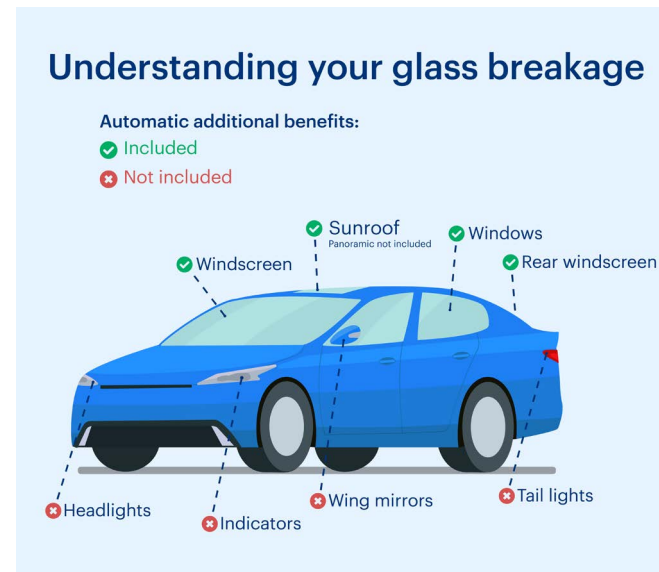 Understanding your glass breakage
Automatic additional benefits:
Included
Not included
Sunroof
Panoramic not included
Windows
Windscreen
Rear windscreen
Headlights
Indicators
Wing mirrors
Tail lights